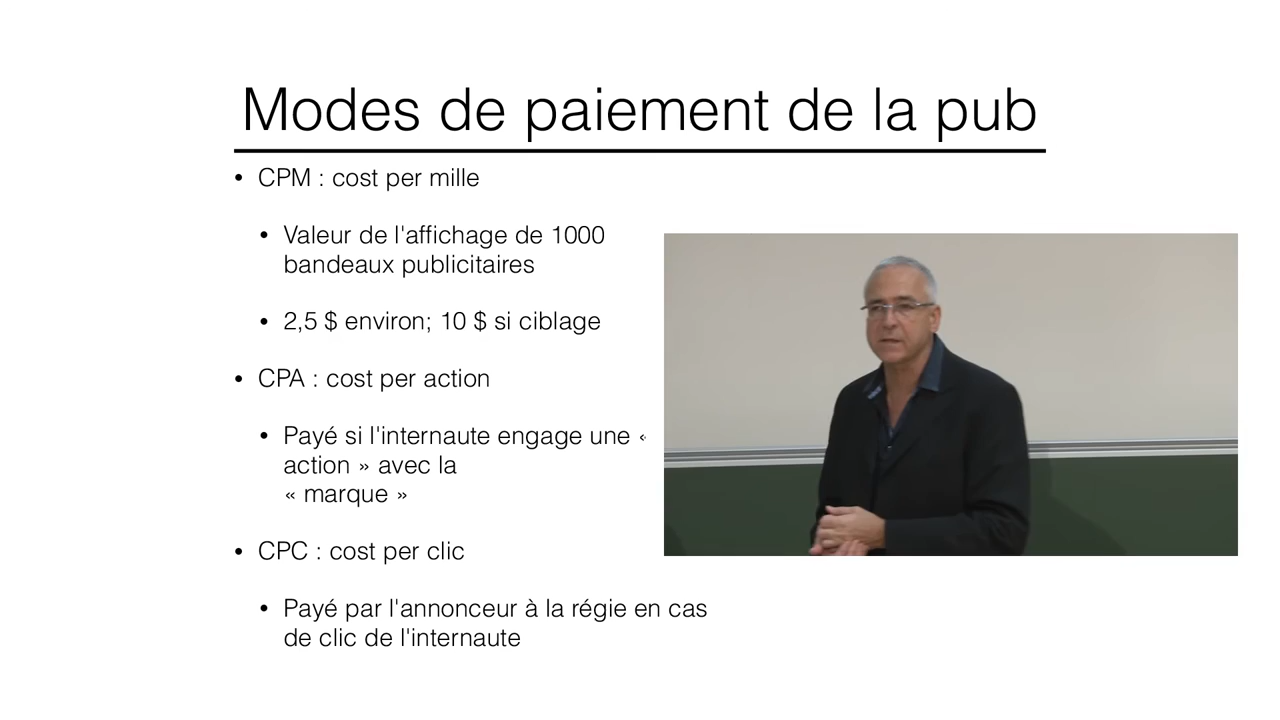 Modes de paiement de la pub
• CPM : cost per mille
• Valeur de l'affichage de 1000
bandeaux publicitaires
• 2,5 $ environ; 10 $ si ciblage
• CPA : cost per action
• Payé si l'internaute engage une «
action » avec la
« marque »
• CPC : cost per clic
• Payé par l'annonceur à la régie en cas
de clic de l'internaute